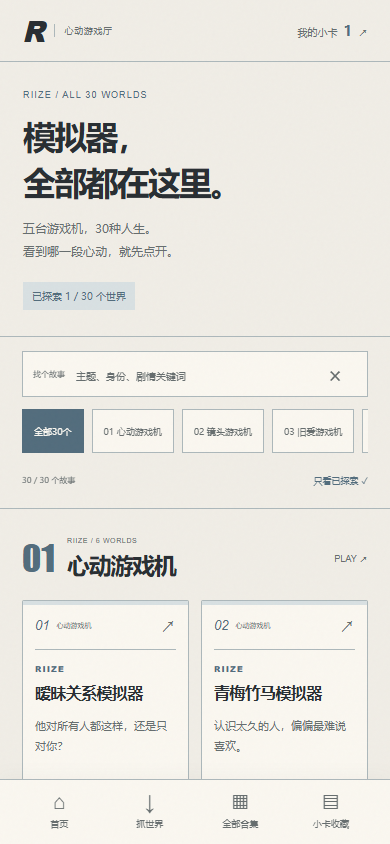 R 心动游戏厅
我的小卡 1 ↗
RIIZE / ALL 30 WORLDS
模拟器，
全部都在这里。
五台游戏机，30种人生。
看到哪一段心动，就先点开。
已探索 1 / 30 个世界
找个故事 主题、身份、剧情关键词 ✕
全部30个 01 心动游戏机 02 镜头游戏机 03 旧爱游戏机
30 / 30 个故事 只看已探索 ✓
RIIZE / 6 WORLDS
01 心动游戏机 PLAY ↗
01 心动游戏机 ↗
RIIZE
暧昧关系模拟器
他对所有人都这样，还是只
对你？
02 心动游戏机 ↗
RIIZE
青梅竹马模拟器
认识太久的人，偏偏最难说
喜欢。
首页 抓世界 全部合集 小卡收藏